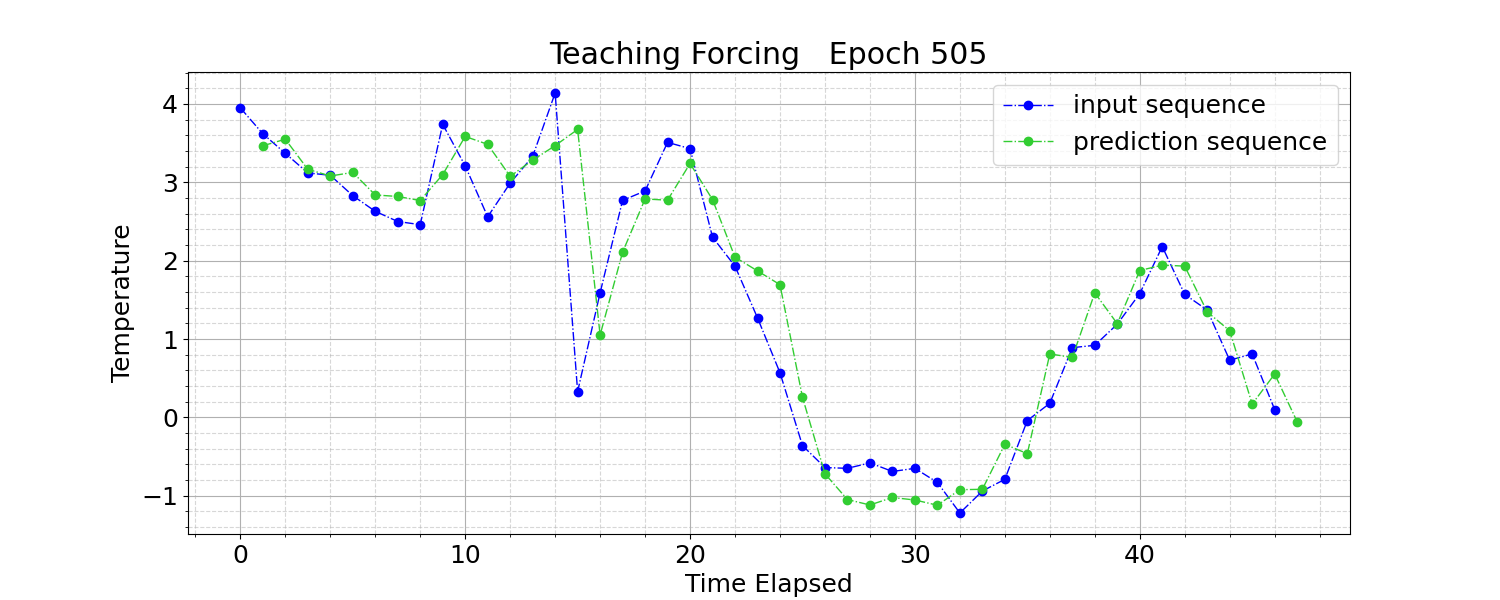 Teaching Forcing   Epoch 505
input sequence
prediction sequence
Temperature
4
3
2
1
0
−1
0 10 20 30 40
Time Elapsed